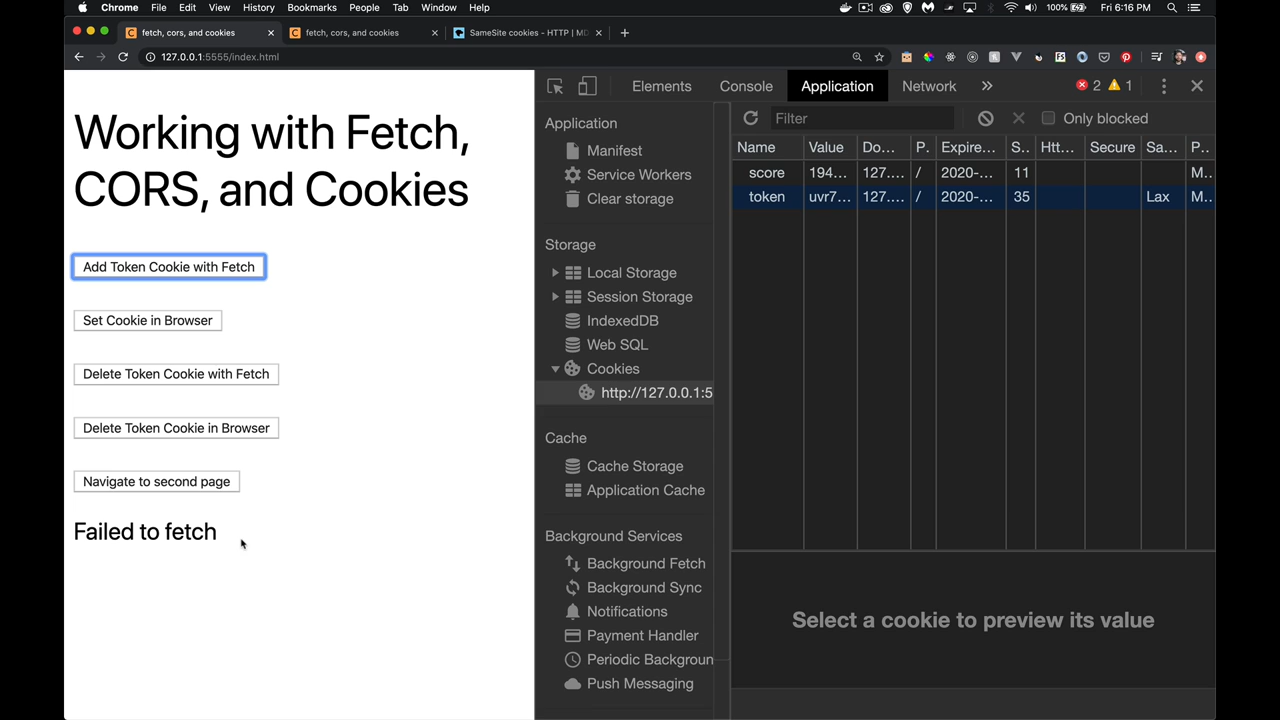 Chrome File Edit View History Bookmarks People Tab Window Help 100% Fri 6:16 PM
fetch, cors, and cookies fetch, cors, and cookies SameSite cookies - HTTP | MD
127.0.0.1:5555/index.html
Working with Fetch,
CORS, and Cookies
Add Token Cookie with Fetch
Set Cookie in Browser
Delete Token Cookie with Fetch
Delete Token Cookie in Browser
Navigate to second page
Failed to fetch
Elements Console Application Network » 2 1
Application
Manifest
Service Workers
Clear storage
Storage
Local Storage
Session Storage
IndexedDB
Web SQL
Cookies
http://127.0.0.1:5
Cache
Cache Storage
Application Cache
Background Services
Background Fetch
Background Sync
Notifications
Payment Handler
Periodic Backgroun
Push Messaging
Filter Only blocked
Name Value Do... P. Expire... S.. Htt... Secure Sa... P..
score 194... 127.... / 2020-... 11 M..
token uvr7... 127.... / 2020-... 35 Lax M..
Select a cookie to preview its value